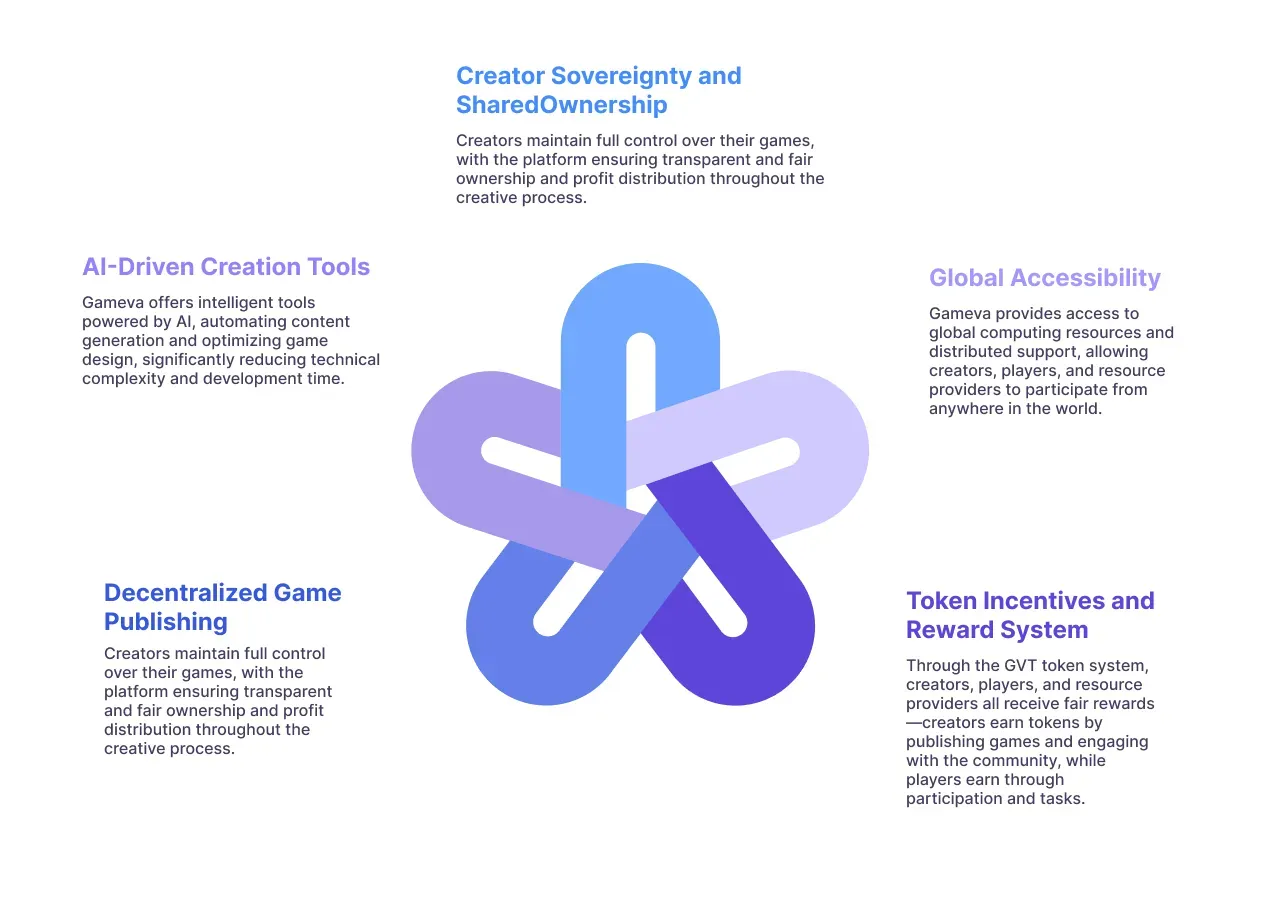 Creator Sovereignty and
SharedOwnership
Creators maintain full control over their games,
with the platform ensuring transparent and fair
ownership and profit distribution throughout the
creative process.
AI-Driven Creation Tools
Gameva offers intelligent tools
powered by AI, automating content
generation and optimizing game
design, significantly reducing technical
complexity and development time.
Global Accessibility
Gameva provides access to
global computing resources and
distributed support, allowing
creators, players, and resource
providers to participate from
anywhere in the world.
Decentralized Game
Publishing
Creators maintain full control
over their games, with the
platform ensuring transparent
and fair ownership and profit
distribution throughout the
creative process.
Token Incentives and
Reward System
Through the GVT token system,
creators, players, and resource
providers all receive fair rewards
—creators earn tokens by
publishing games and engaging
with the community, while
players earn through
participation and tasks.